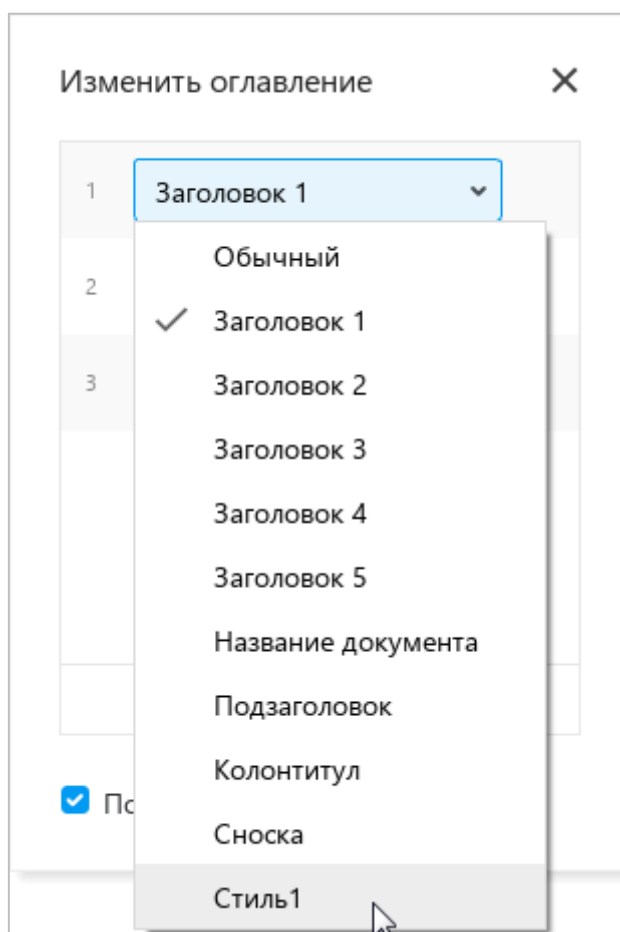 Изменить оглавление
1 Заголовок 1
Обычный
2
Заголовок 1
3
Заголовок 2
Заголовок 3
Заголовок 4
Заголовок 5
Название документа
Подзаголовок
Колонтитул
Сноска
Стиль1